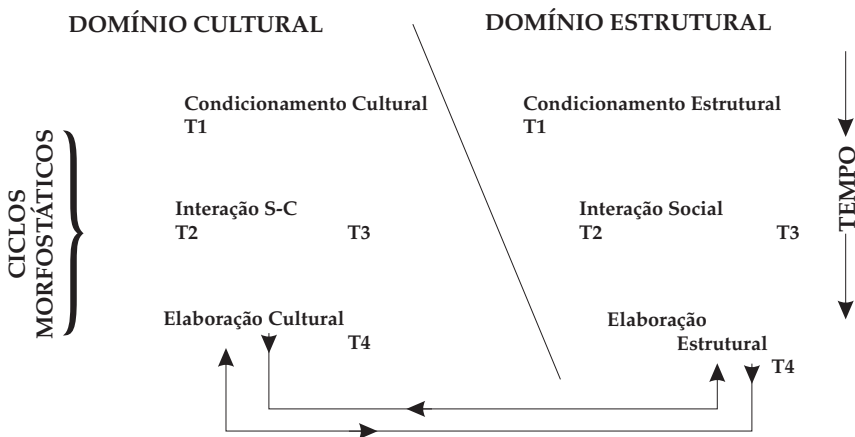 DOMÍNIO CULTURAL
DOMÍNIO ESTRUTURAL
Condicionamento Cultural
T1
Condicionamento Estrutural
T1
CICLOS
MORFOSTÁTICOS
TEMPO
Interação S-C
T2 T3
Interação Social
T2 T3
Elaboração Cultural
T4
Elaboração
Estrutural
T4